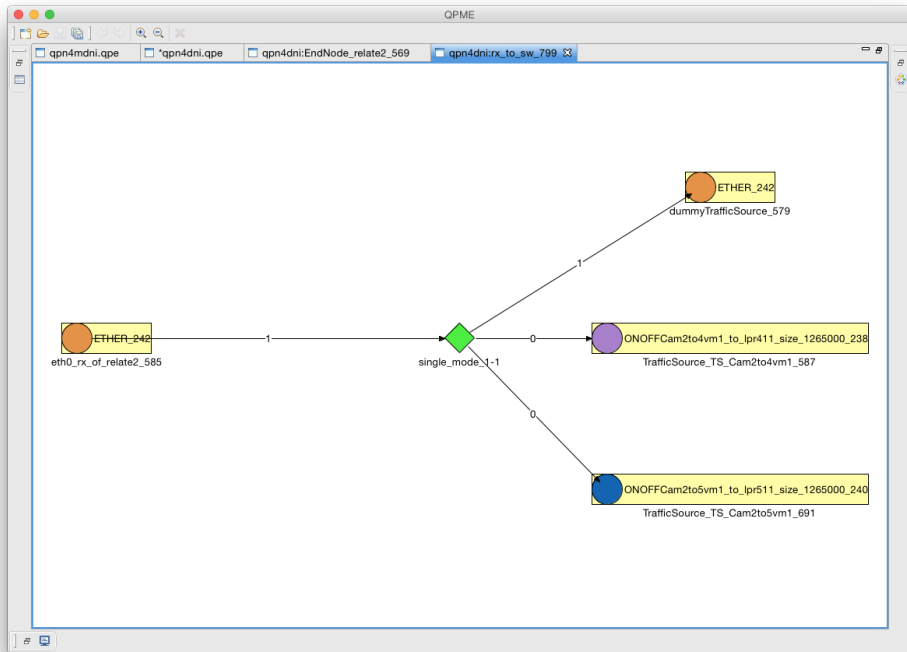 QPME
qpn4mdni.qpe
*qpn4dni.qpe
qpn4dni:EndNode_relate2_569
qpn4dni:rx_to_sw_799
ETHER_242
dummyTrafficSource_579
1
ETHER_242
1
eth0_rx_of_relate2_585
single_mode_1-1
0
ONOFFCam2to4vm1_to_lpr411_size_1265000_238
TrafficSource_TS_Cam2to4vm1_587
0
ONOFFCam2to5vm1_to_lpr511_size_1265000_240
TrafficSource_TS_Cam2to5vm1_691